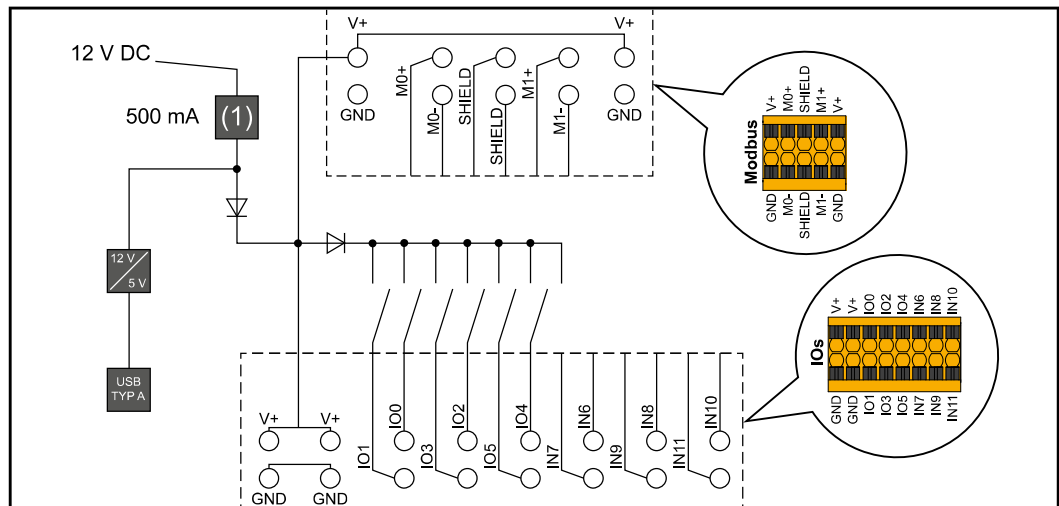 12 V DC
500 mA
(1)
12 V
5 V
USB
TYP A
V+
V+
M0+
SHIELD
M1+
GND
M0-
SHIELD
M1-
GND
V+
M0+
SHIELD
M1+
V+
Modbus
GND
M0-
SHIELD
M1-
GND
V+
V+
IO0
IO2
IO4
IN6
IN8
IN10
IOs
GND
GND
IO1
IO3
IO5
IN7
IN9
IN11
V+
V+
IO0
IO2
IO4
IN6
IN8
IN10
IO1
IO3
IO5
IN7
IN9
IN11
GND
GND